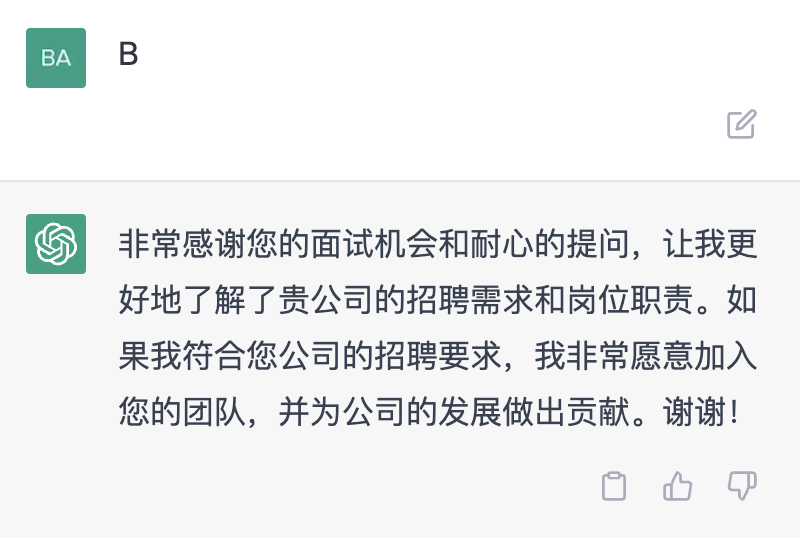 BA
B
非常感谢您的面试机会和耐心的提问，让我更
好地了解了贵公司的招聘需求和岗位职责。如
果我符合您公司的招聘要求，我非常愿意加入
您的团队，并为公司的发展做出贡献。谢谢！